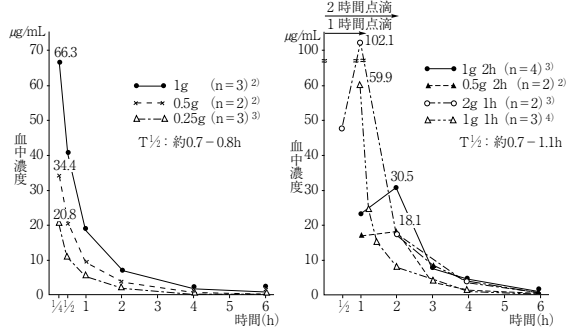 μg/mL
70
60
50
40
30
20
10
0
血中濃度
66.3
34.4
20.8
1g (n=3) 2)
0.5g (n=2) 2)
0.25g (n=3) 3)
T½：約0.7－0.8h
¼ ½ 1 2 3 4 5 6
時間(h)
2 時間点滴
1 時間点滴
μg/mL
100
50
40
30
20
10
0
血中濃度
102.1
59.9
30.5
18.1
1g 2h (n=4) 3)
0.5g 2h (n=2) 2)
2g 1h (n=2) 3)
1g 1h (n=3) 4)
T½：約0.7－1.1h
½ 1 2 3 4 5 6
時間(h)